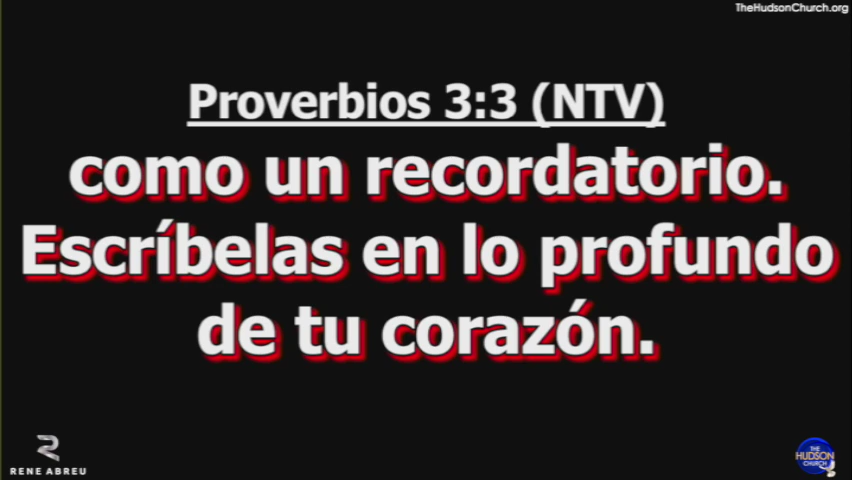 TheHudsonChurch.org
Proverbios 3:3 (NTV)
como un recordatorio.
Escríbelas en lo profundo
de tu corazón.
RENE ABREU
THE
HUDSON
CHURCH